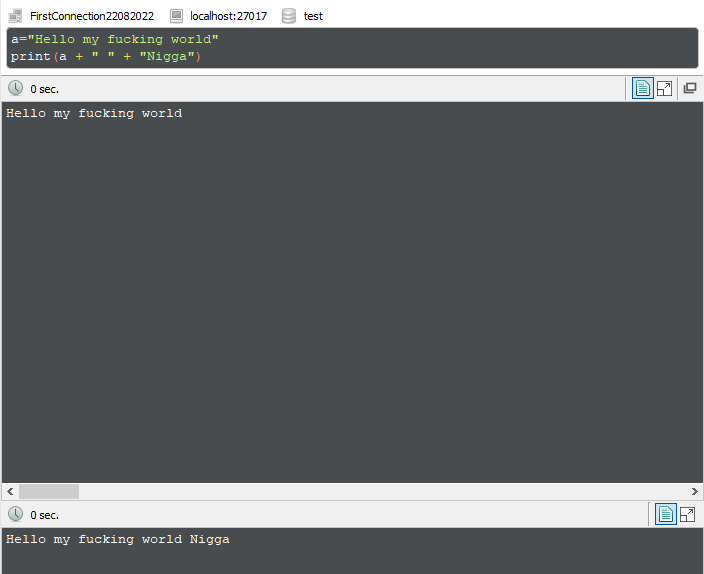 FirstConnection22082022 localhost:27017 test
a="Hello my fucking world"
print(a + " " + "Nigga")
0 sec.
Hello my fucking world
0 sec.
Hello my fucking world Nigga